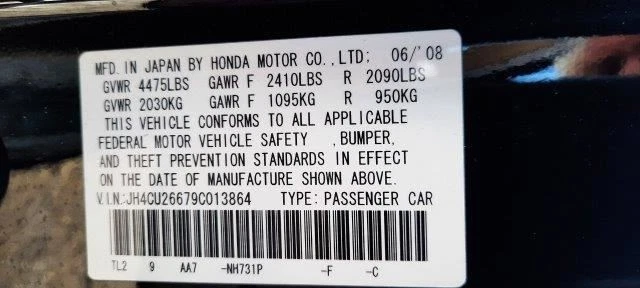 MFD. IN JAPAN BY HONDA MOTOR CO., LTD; 06/'08
GVWR 4475LBS GAWR F 2410LBS R 2090LBS
GVWR 2030KG GAWR F 1095KG R 950KG
THIS VEHICLE CONFORMS TO ALL APPLICABLE
FEDERAL MOTOR VEHICLE SAFETY , BUMPER,
AND THEFT PREVENTION STANDARDS IN EFFECT
ON THE DATE OF MANUFACTURE SHOWN ABOVE.
V.I.N.:JH4CU26679C013864 TYPE: PASSENGER CAR
TL2 9 AA7 -NH731P -F -C